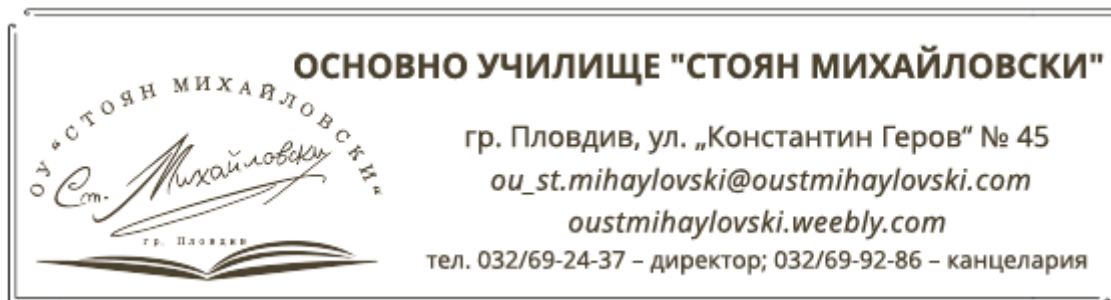 ОУ "СТОЯН МИХАЙЛОВСКИ"
Ст. Михайловски
гр. Пловдив
ОСНОВНО УЧИЛИЩЕ "СТОЯН МИХАЙЛОВСКИ"
гр. Пловдив, ул. „Константин Геров” № 45
ou_st.mihaylovski@oustmihaylovski.com
oustmihaylovski.weebly.com
тел. 032/69-24-37 – директор; 032/69-92-86 – канцелария